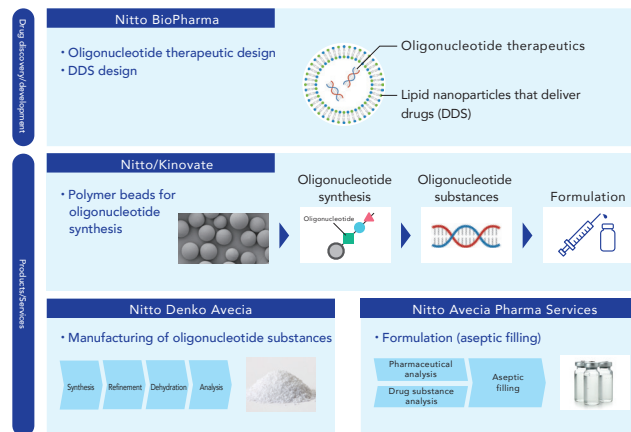 Drug discovery/development
Nitto BioPharma
・Oligonucleotide therapeutic design
・DDS design
Oligonucleotide therapeutics
Lipid nanoparticles that deliver
drugs (DDS)
Products/Services
Nitto/Kinovate
・Polymer beads for
oligonucleotide
synthesis
Oligonucleotide
synthesis
Oligonucleotide
Oligonucleotide
substances
Formulation
Nitto Denko Avecia
・Manufacturing of oligonucleotide substances
Synthesis
Refinement
Dehydration
Analysis
Nitto Avecia Pharma Services
・Formulation (aseptic filling)
Pharmaceutical
analysis
Drug substance
analysis
Aseptic
filling